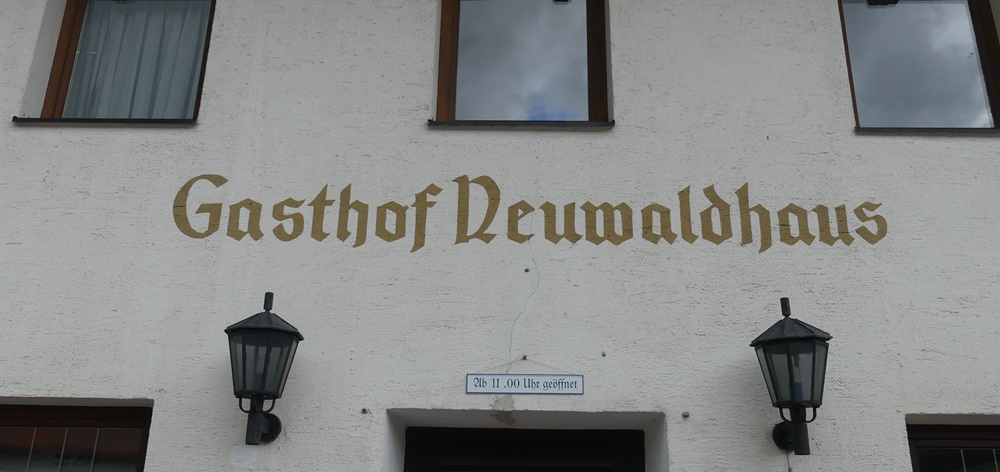 Gasthof Neuwaldhaus
Ab 11 .00 Uhr geöffnet